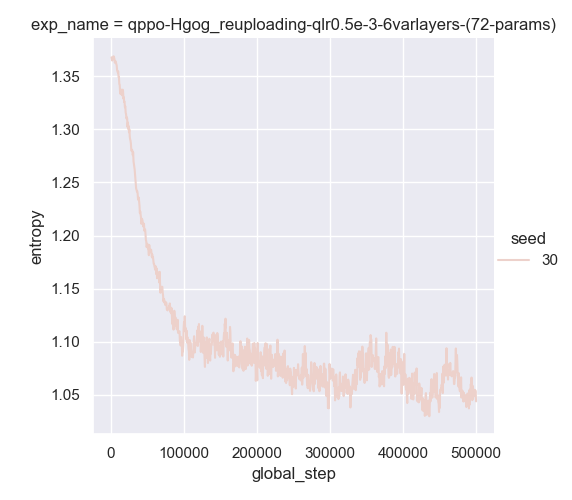 exp_name = qppo-Hgog_reuploading-qlr0.5e-3-6varlayers-(72-params)
1.35
1.30
1.25
1.20
1.15
1.10
1.05
entropy
0 100000 200000 300000 400000 500000
global_step
seed
30